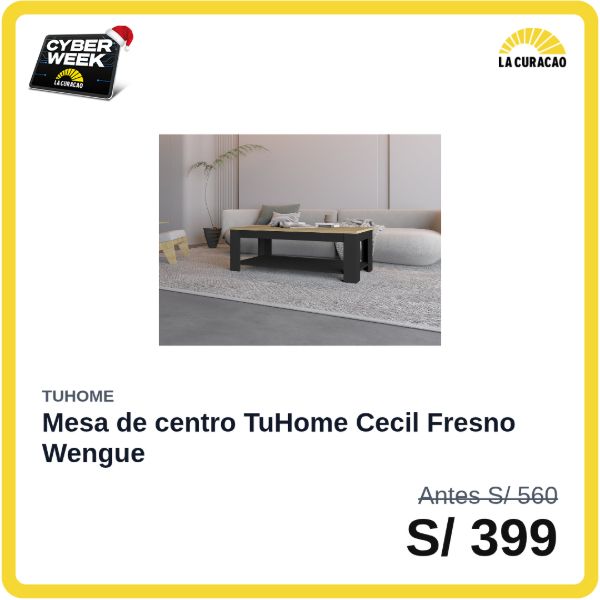 CYBER
WEEK
LA CURACAO
LA CURACAO
TUHOME
Mesa de centro TuHome Cecil Fresno
Wengue
Antes S/ 560
S/ 399